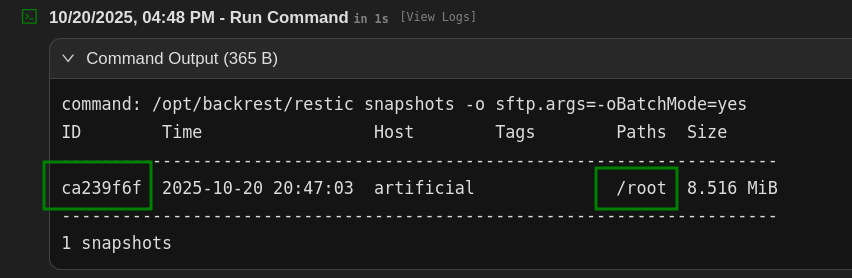 10/20/2025, 04:48 PM - Run Command in 1s [View Logs]
Command Output (365 B)
command: /opt/backrest/restic snapshots -o sftp.args=-oBatchMode=yes
ID        Time                 Host        Tags        Paths  Size
-----------------------------------------------------------------------
ca239f6f  2025-10-20 20:47:03  artificial              /root  8.516 MiB
-----------------------------------------------------------------------
1 snapshots